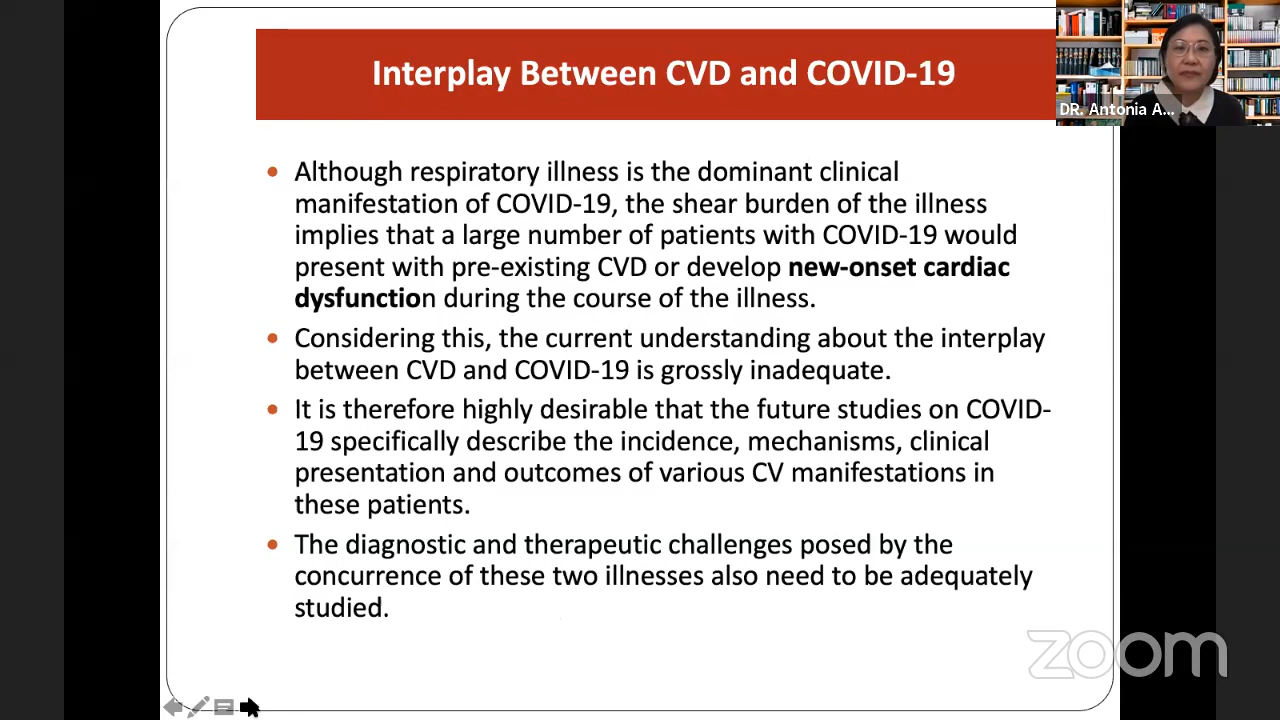 Interplay Between CVD and COVID-19
DR. Antonia A...
• Although respiratory illness is the dominant clinical
manifestation of COVID-19, the shear burden of the illness
implies that a large number of patients with COVID-19 would
present with pre-existing CVD or develop new-onset cardiac
dysfunction during the course of the illness.
• Considering this, the current understanding about the interplay
between CVD and COVID-19 is grossly inadequate.
• It is therefore highly desirable that the future studies on COVID-
19 specifically describe the incidence, mechanisms, clinical
presentation and outcomes of various CV manifestations in
these patients.
• The diagnostic and therapeutic challenges posed by the
concurrence of these two illnesses also need to be adequately
studied.
zoom